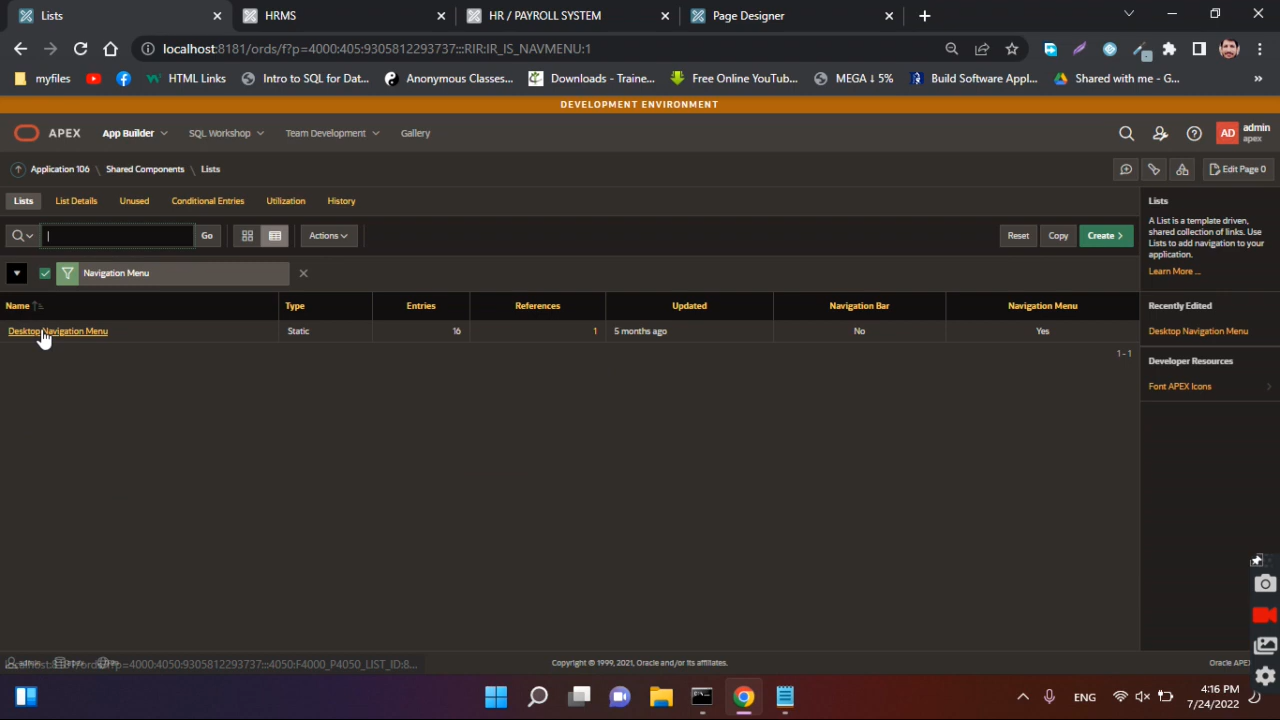 Lists
HRMS
HR / PAYROLL SYSTEM
Page Designer
localhost:8181/ords/f?p=4000:405:9305812293737:::RIR:IR_IS_NAVMENU:1
myfiles
HTML Links
Intro to SQL for Dat...
Anonymous Classes...
Downloads - Traine...
Free Online YouTub...
MEGA ↓ 5%
Build Software Appl...
Shared with me - G...
»
DEVELOPMENT ENVIRONMENT
APEX
App Builder
SQL Workshop
Team Development
Gallery
AD
admin
apex
Application 106 \ Shared Components \ Lists
Edit Page 0
Lists
List Details
Unused
Conditional Entries
Utilization
History
Go
Actions
Reset
Copy
Create
Navigation Menu
Name
Type
Entries
References
Updated
Navigation Bar
Navigation Menu
Desktop Navigation Menu
Static
16
1
5 months ago
No
Yes
1 - 1
Lists
A List is a template driven,
shared collection of links. Use
Lists to add navigation to your
application.
Learn More ...
Recently Edited
Desktop Navigation Menu
Developer Resources
Font APEX Icons
Copyright © 1999, 2021, Oracle and/or its affiliates.
Oracle APEX
ENG
4:16 PM
7/24/2022